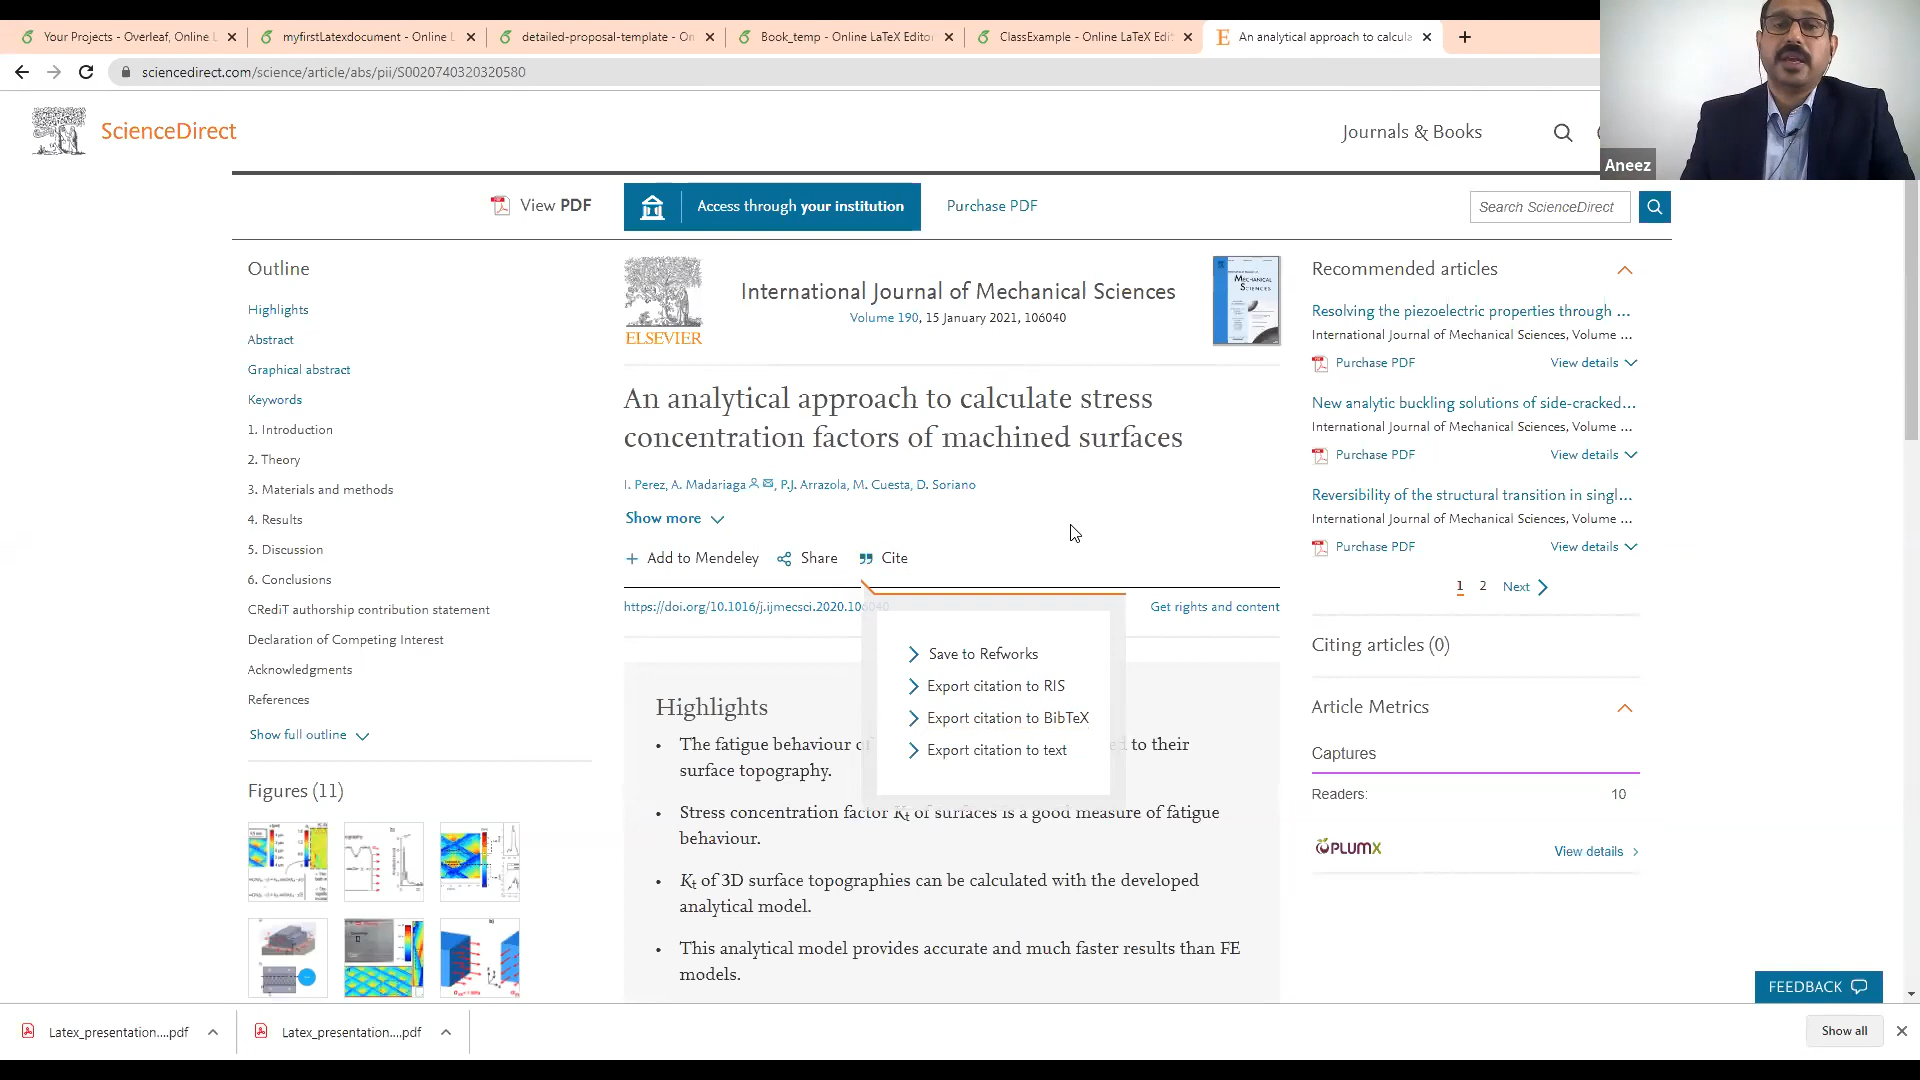 Your Projects - Overleaf, Online L
myfirstLatexdocument - Online L
detailed-proposal-template - On
Book_temp - Online LaTeX Editor
ClassExample - Online LaTeX Edit
An analytical approach to calcula
sciencedirect.com/science/article/abs/pii/S0020740320320580
Aneez
ScienceDirect
Journals & Books
View PDF
Access through your institution
Purchase PDF
Search ScienceDirect
Outline
Highlights
Abstract
Graphical abstract
Keywords
1. Introduction
2. Theory
3. Materials and methods
4. Results
5. Discussion
6. Conclusions
CRediT authorship contribution statement
Declaration of Competing Interest
Acknowledgments
References
Show full outline
Figures (11)
ELSEVIER
International Journal of Mechanical Sciences
Volume 190, 15 January 2021, 106040
An analytical approach to calculate stress
concentration factors of machined surfaces
I. Perez, A. Madariaga, P.J. Arrazola, M. Cuesta, D. Soriano
Show more
Add to Mendeley
Share
Cite
https://doi.org/10.1016/j.ijmecsci.2020.106040
Get rights and content
Save to Refworks
Export citation to RIS
Export citation to BibTeX
Export citation to text
Highlights
• The fatigue behaviour of to their
surface topography.
• Stress concentration factor Kt of surfaces is a good measure of fatigue
behaviour.
• Kt of 3D surface topographies can be calculated with the developed
analytical model.
• This analytical model provides accurate and much faster results than FE
models.
Recommended articles
Resolving the piezoelectric properties through ...
International Journal of Mechanical Sciences, Volume ...
Purchase PDF
View details
New analytic buckling solutions of side-cracked...
International Journal of Mechanical Sciences, Volume ...
Purchase PDF
View details
Reversibility of the structural transition in singl...
International Journal of Mechanical Sciences, Volume ...
Purchase PDF
View details
1 2 Next
Citing articles (0)
Article Metrics
Captures
Readers: 10
PLUMX
View details
FEEDBACK
Latex_presentation....pdf
Latex_presentation....pdf
Show all